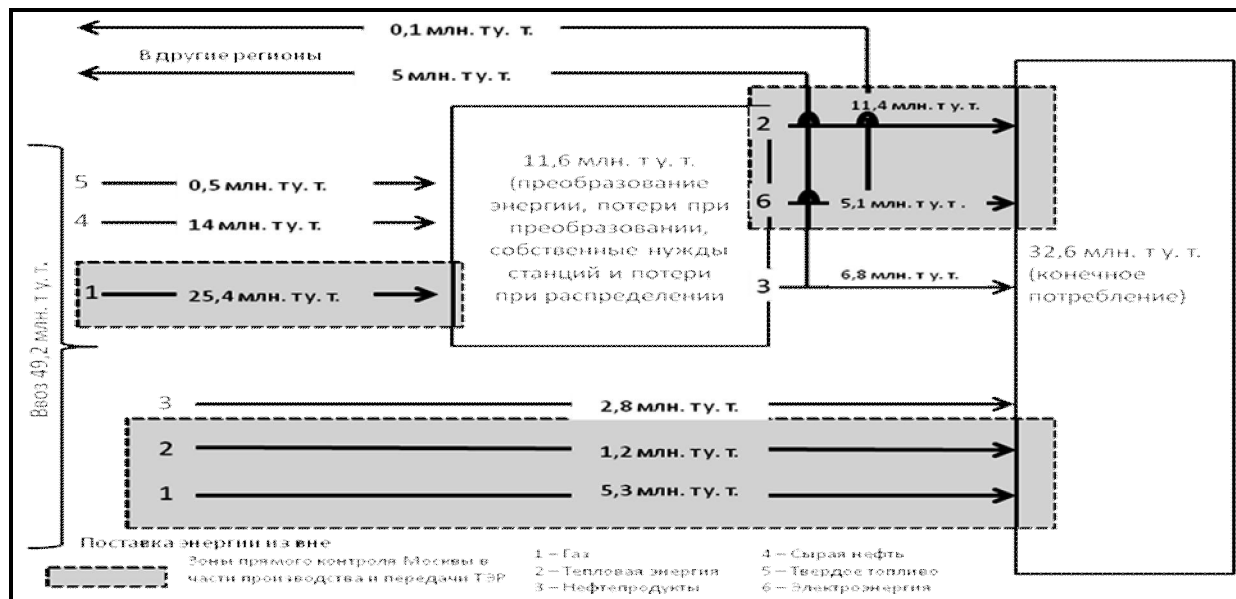 0,1 млн. т у. т.
В другие регионы
5 млн. т у. т.
2
11,4 млн. т у. т.
5
0,5 млн. т у. т.
4
14 млн. т у. т.
1
25,4 млн. т у. т.
11,6 млн. т у. т.
(преобразование
энергии, потери при
преобразовании,
собственные нужды
станций и потери
при распределении
6
5,1 млн. т у. т .
3
6,8 млн. т у. т.
32,6 млн. т у. т.
(конечное
потребление)
Ввоз 49,2 млн. т у. т.
3
2,8 млн. т у. т.
2
1,2 млн. т у. т.
1
5,3 млн. т у. т.
Поставка энергии из вне
Зоны прямого контроля Москвы в
части производства и передачи ТЭР
1 – Газ
2 – Тепловая энергия
3 – Нефтепродукты
4 – Сырая нефть
5 – Твердое топливо
6 – Электроэнергия